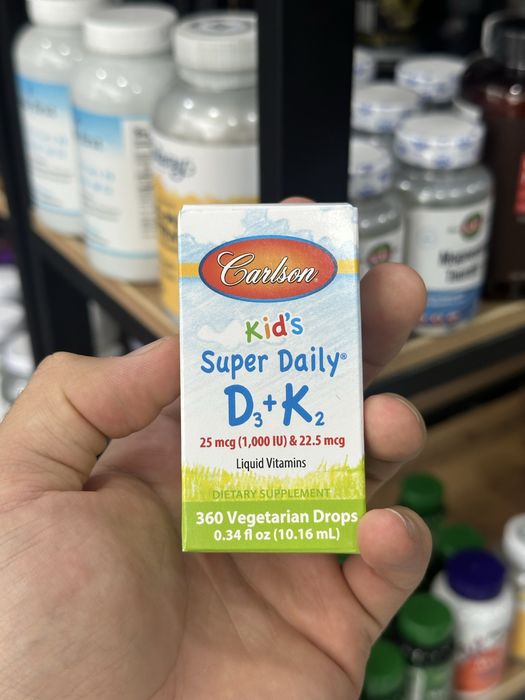 Carlson
Kid's
Super Daily®
D3+K2
25 mcg (1,000 IU) & 22.5 mcg
Liquid Vitamins
DIETARY SUPPLEMENT
360 Vegetarian Drops
0.34 fl oz (10.16 mL)
KAL